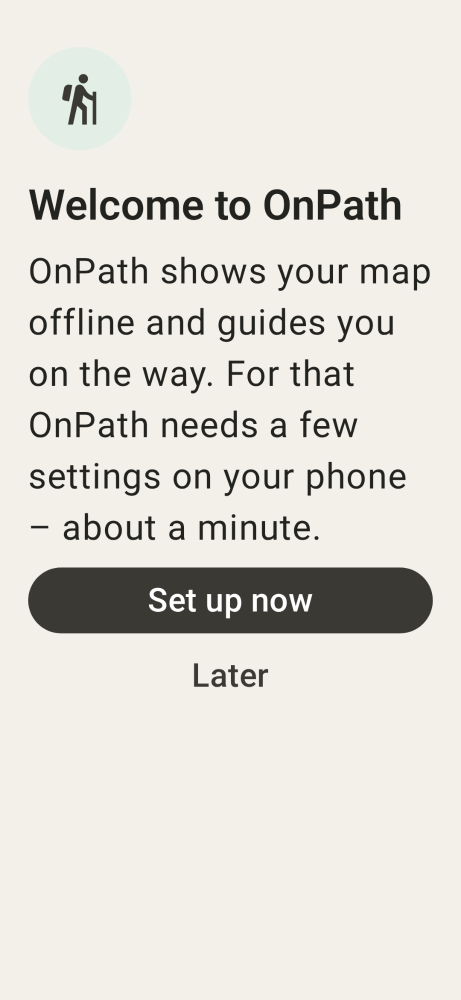 Welcome to OnPath
OnPath shows your map
offline and guides you
on the way. For that
OnPath needs a few
settings on your phone
– about a minute.
Set up now
Later